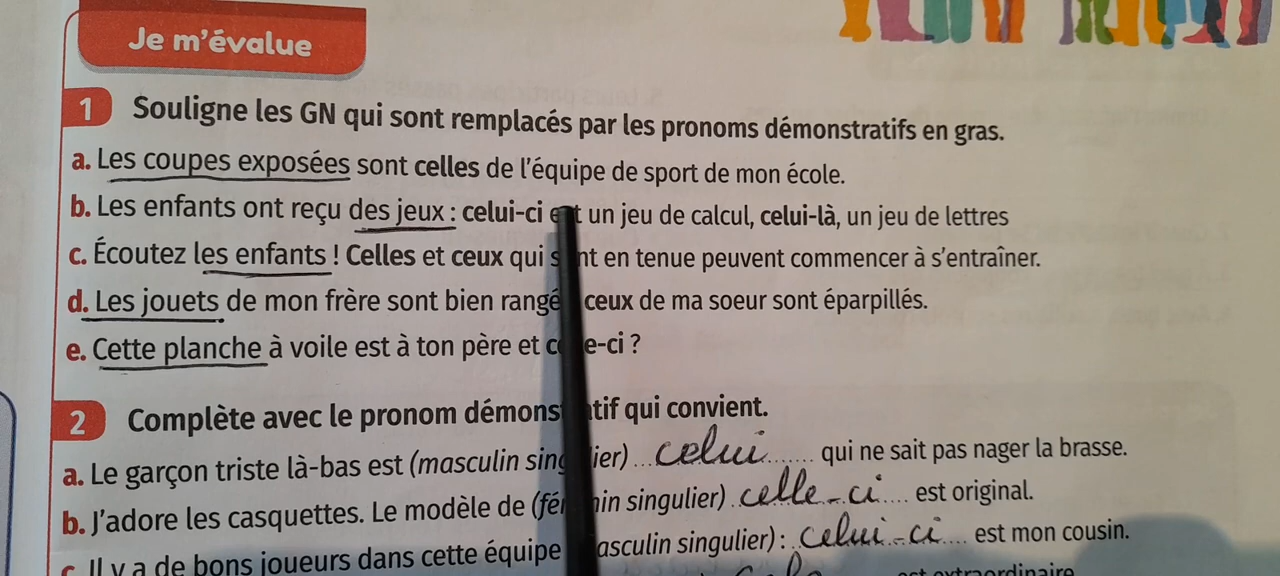 Je m'évalue
1 Souligne les GN qui sont remplacés par les pronoms démonstratifs en gras.
a. Les coupes exposées sont celles de l'équipe de sport de mon école.
b. Les enfants ont reçu des jeux : celui-ci est un jeu de calcul, celui-là, un jeu de lettres
c. Écoutez les enfants ! Celles et ceux qui sont en tenue peuvent commencer à s'entraîner.
d. Les jouets de mon frère sont bien rangé ceux de ma soeur sont éparpillés.
e. Cette planche à voile est à ton père et celle-ci ?
2 Complète avec le pronom démonstratif qui convient.
a. Le garçon triste là-bas est (masculin singulier) ... celui ...... qui ne sait pas nager la brasse.
b. J'adore les casquettes. Le modèle de (féminin singulier) . celle-ci .... est original.
c. Il y a de bons joueurs dans cette équipe (masculin singulier) : . celui-ci .... est mon cousin.
est extraordinaire